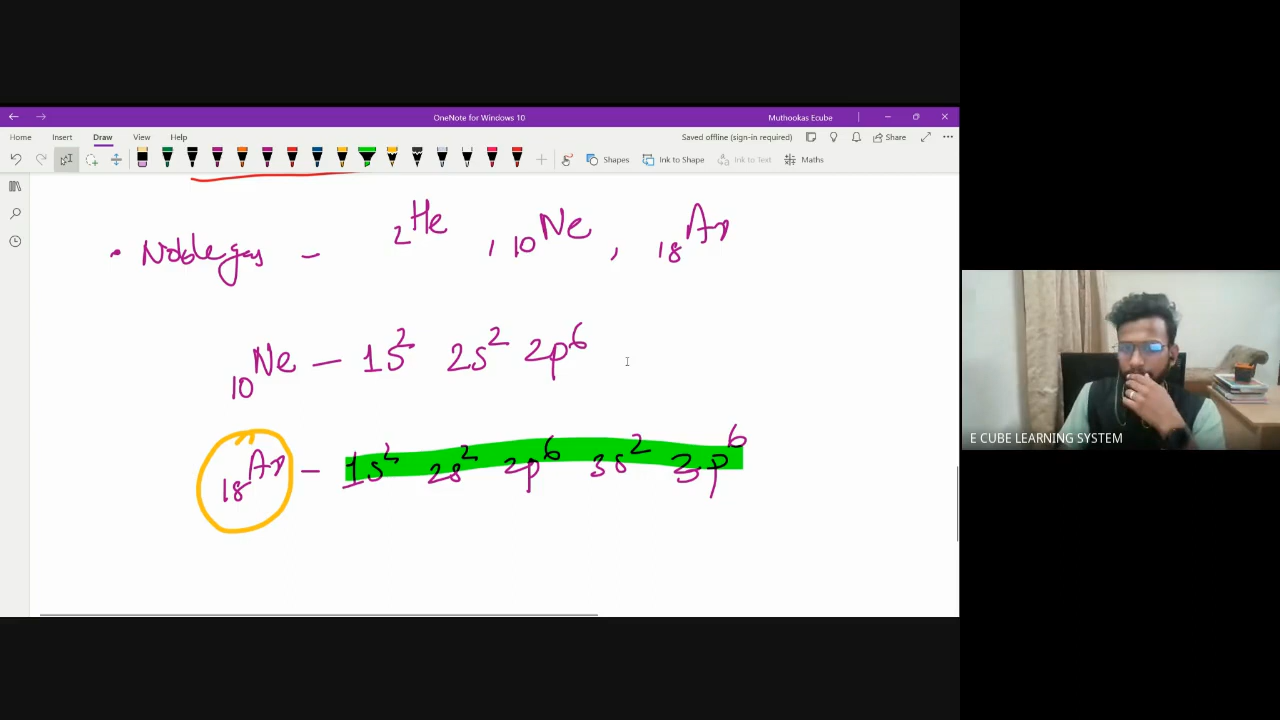 OneNote for Windows 10
Muthookas Ecube
Home Insert Draw View Help
Saved offline (sign-in required)
Share
Shapes
Ink to Shape
Ink to Text
Maths
• Noble gas – ₂He , ₁₀Ne , ₁₈Ar
₁₀Ne – 1s² 2s² 2p⁶
₁₈Ar – 1s² 2s² 2p⁶ 3s² 3p⁶
E CUBE LEARNING SYSTEM